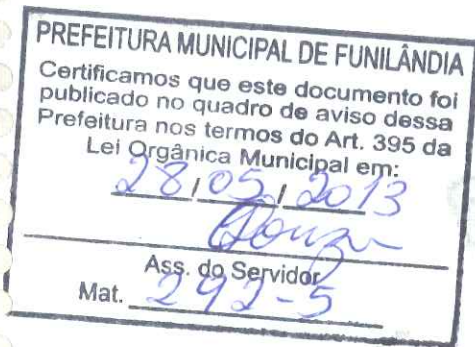 PREFEITURA MUNICIPAL DE FUNILÂNDIA
Certificamos que este documento foi
publicado no quadro de aviso dessa
Prefeitura nos termos do Art. 395 da
Lei Orgânica Municipal em:
28/05/2013
Ass. do Servidor
Mat. 292-5